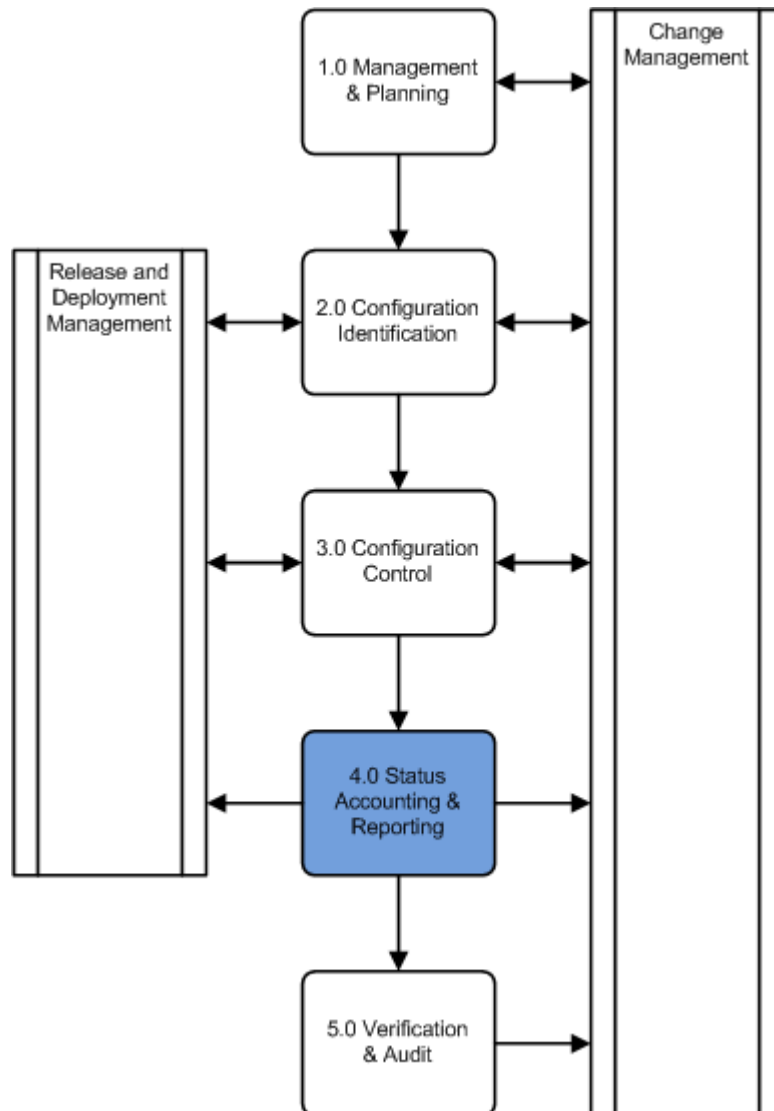 Change
Management
1.0 Management
& Planning
Release and
Deployment
Management
2.0 Configuration
Identification
3.0 Configuration
Control
4.0 Status
Accounting &
Reporting
5.0 Verification
& Audit